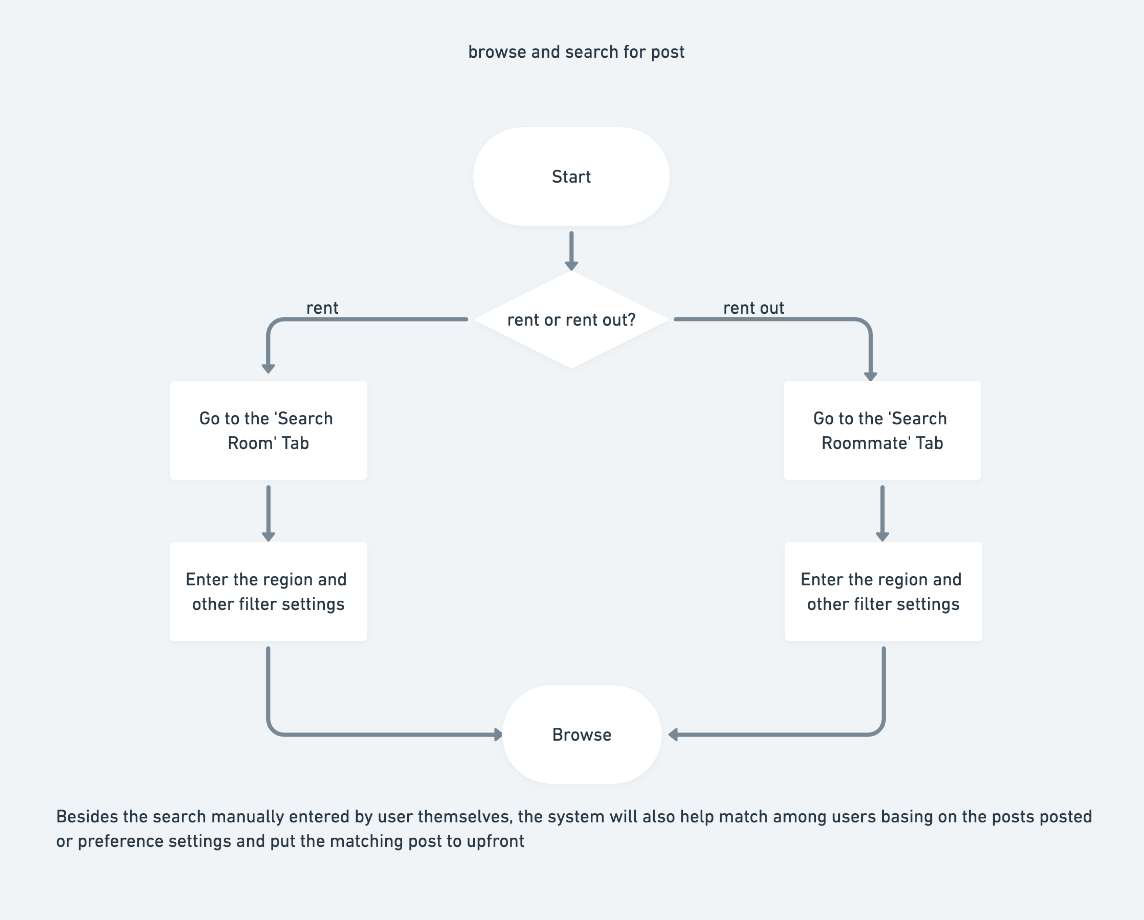 browse and search for post
Start
rent
rent or rent out?
rent out
Go to the 'Search
Room' Tab
Go to the 'Search
Roommate' Tab
Enter the region and
other filter settings
Enter the region and
other filter settings
Browse
Besides the search manually entered by user themselves, the system will also help match among users basing on the posts posted
or preference settings and put the matching post to upfront